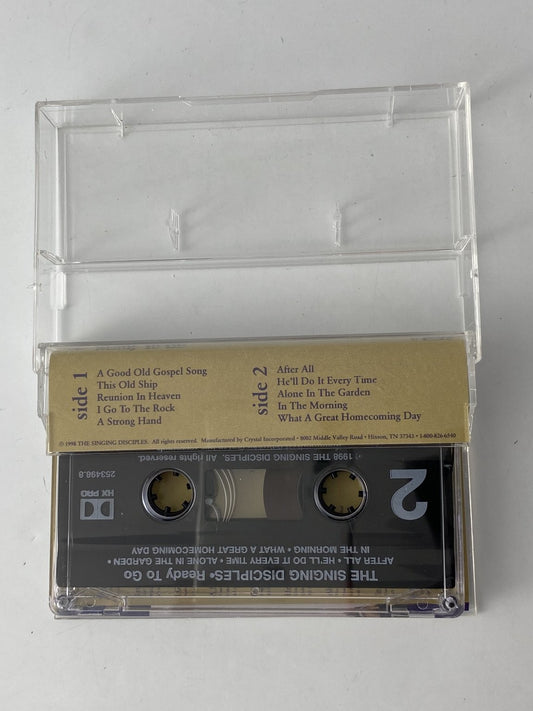 side 1
A Good Old Gospel Song
This Old Ship
Reunion In Heaven
I Go To The Rock
A Strong Hand
side 2
After All
He'll Do It Every Time
Alone In The Garden
In The Morning
What A Great Homecoming Day
© 1998 THE SINGING DISCIPLES. All rights reserved. Manufactured by Crystal Incorporated • 8002 Middle Valley Road • Hixson, TN 37343 • 1-800-826-6540
THE SINGING DISCIPLES- Ready To Go
AFTER ALL • HE'LL DO IT EVERY TIME • ALONE IN THE GARDEN •
IN THE MORNING • WHAT A GREAT HOMECOMING DAY
2
HX PRO
253498.8
1998 THE SINGING DISCIPLES. All rights reserved.